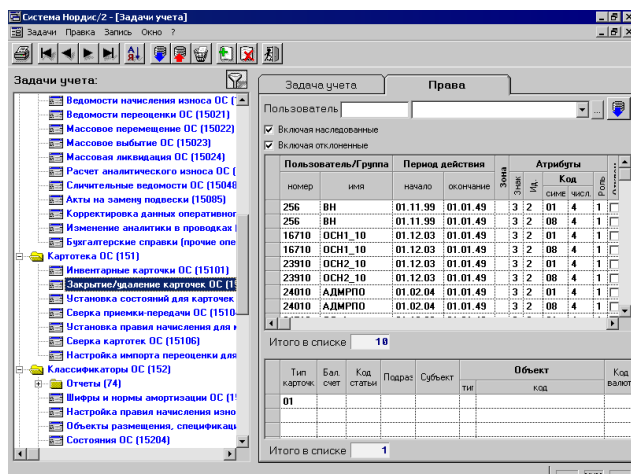 Система Нордис/2 - [Задачи учета]
Задачи Правка Запись Окно ?
Задачи учета:
Ведомости начисления износа ОС (1
Ведомости переоценки ОС (15021)
Массовое перемещение ОС (15022)
Массовое выбытие ОС (15023)
Массовая ликвидация ОС (15024)
Расчет аналитического износа ОС (
Сличительные ведомости ОС (15048
Акты на замену подвески (15085)
Корректировка данных оперативног
Изменение аналитики в проводках (
Бухгалтерские справки (прочие опе
Картотека ОС (151)
Инвентарные карточки ОС (15101)
Закрытие/удаление карточек ОС (15
Установка состояний для карточек
Сверка приемки-передачи ОС (1510
Установка правил начисления для к
Сверка картотек ОС (15106)
Настройка импорта переоценки для
Классификаторы ОС (152)
Отчеты (74)
Шифры и нормы амортизации ОС (15
Настройка правил начисления изно
Объекты размещения, спецификаци
Состояния ОС (15204)
Задача учета Права
Пользователь
Включая наследованные
Включая отклоненные
Пользователь/Группа Период действия Зона Атрибуты
номер имя начало окончание Знак Ид. Код Роль
симв числ.
256 ВН 01.11.99 01.01.49 3 2 01 4 1
256 ВН 01.11.99 01.01.49 3 2 08 4 1
16710 ОСН1_10 01.12.03 01.01.49 3 2 01 4 1
16710 ОСН1_10 01.12.03 01.01.49 3 2 08 4 1
23910 ОСН2_10 01.12.03 01.01.49 3 2 01 4 1
23910 ОСН2_10 01.12.03 01.01.49 3 2 08 4 1
24010 АДМРПО 01.02.04 01.01.49 3 2 01 4 1
24010 АДМРПО 01.02.04 01.01.49 3 2 08 4 1
Итого в списке 10
Тип карточк Бал. счет Код статьи Подраз Субъект Объект Код валют
тип код
01
Итого в списке 1